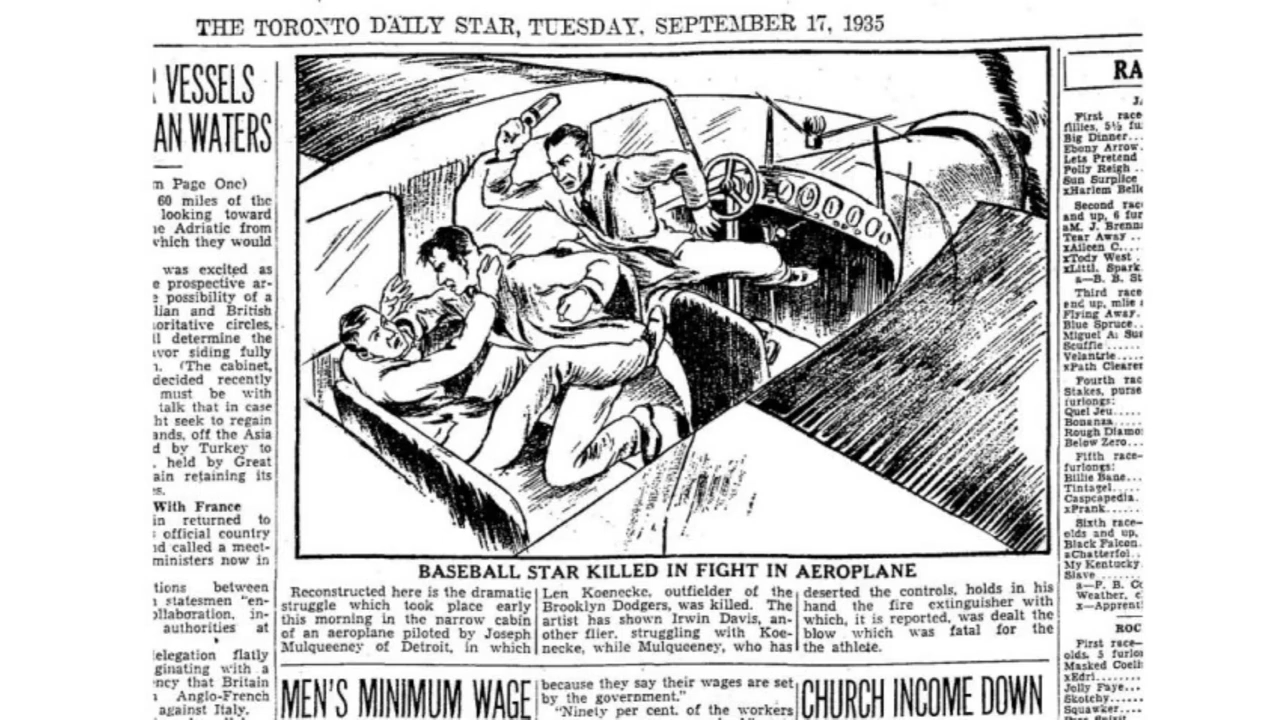 THE TORONTO DAILY STAR, TUESDAY, SEPTEMBER 17, 1935
VESSELS
AN WATERS
m Page One)
60 miles of the
looking toward
e Adriatic from
which they would
was excited as
e prospective ar-
e possibility of a
lian and British
oritative circles,
il determine the
avor siding fully
n. (The cabinet,
decided recently
must be with
talk that in case
ht seek to regain
ands, off the Asia
d by Turkey to
, held by Great
ain retaining its
es.
With France
in returned to
official country
nd called a meet-
ministers now in
tions between
statesmen "en-
ollaboration, in-
authorities at
elegation flatly
ginating with a
ncy that Britain
Anglo-French
against Italy.
BASEBALL STAR KILLED IN FIGHT IN AEROPLANE
Reconstructed here is the dramatic
struggle which took place early
this morning in the narrow cabin
of an aeroplane piloted by Joseph
Mulqueeney of Detroit, in which
Len Koenecke, outfielder of the
Brooklyn Dodgers, was killed. The
artist has shown Irwin Davis, an-
other flier, struggling with Koe-
necke, while Mulqueeney, who has
deserted the controls, holds in his
hand the fire extinguisher with
which, it is reported, was dealt the
blow which was fatal for the
the athlete.
MEN'S MINIMUM WAGE
because they say their wages are set
by the government."
"Ninety per cent. of the workers
CHURCH INCOME DOWN
RA
First race
fillies, 5½ fu
Big Dinner...
Ebony Arrow
Lets Pretend
Polly Reigh ..
Sun Surplice
xHarlem Belle
Second race
and up, 6 fur
aM. J. Brenn
Tear Away ..
xAileen C....
xTody West .
xLittl. Spark
a—B. B. St
Third race
and up, mile
Flying Away.
Blue Spruce..
Miguel A. Sus
Scuffle ......
Velantrie.....
xPath Clearer
Fourth rac
Stakes, purse
furlongs:
Quel Jeu.....
Bonanza.....
Rough Diamo
Below Zero...
Fifth race—
furlongs:
Billie Bane...
Tintagel.....
Caspcapedia.
xPrank.....
Sixth race—
olds and up,
Black Falcon.
aChatterfol..
My Kentucky
Slave .......
a—P. B. Co
Weather, c
x—Apprenti
ROC
First race—
olds, 5 furlon
Masked Coeli
xEdri.......
Jolly Faye...
Skotchy.....
Squawker....